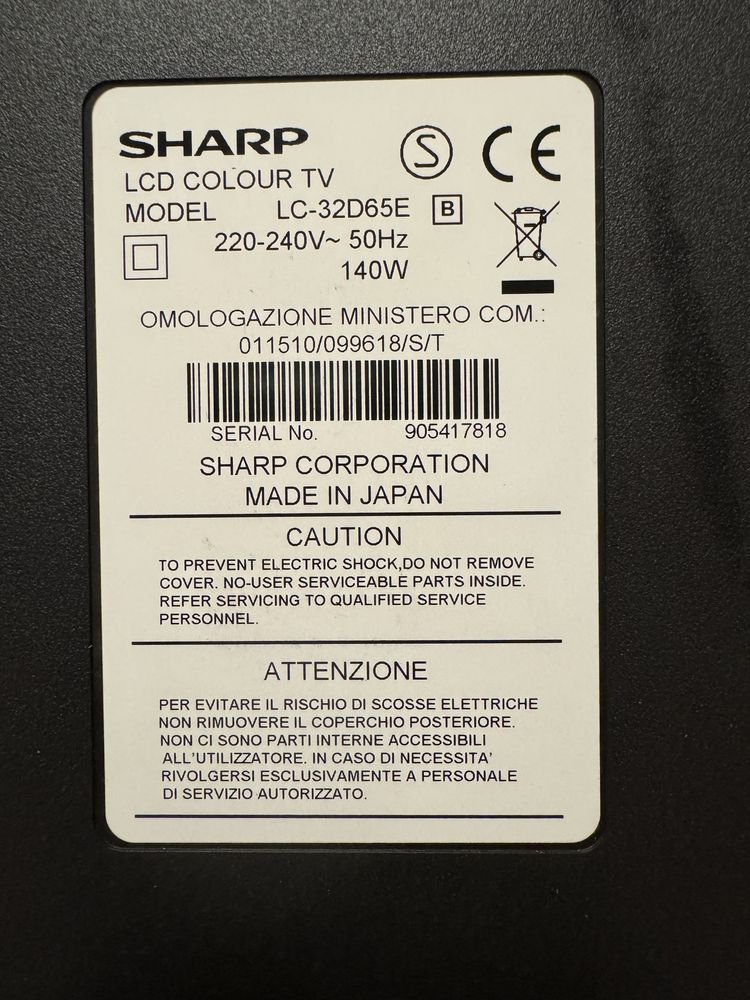 SHARP
S
CE
LCD COLOUR TV
MODEL LC-32D65E B
220-240V~ 50Hz
140W
OMOLOGAZIONE MINISTERO COM.:
011510/099618/S/T
SERIAL No. 905417818
SHARP CORPORATION
MADE IN JAPAN
CAUTION
TO PREVENT ELECTRIC SHOCK,DO NOT REMOVE
COVER. NO-USER SERVICEABLE PARTS INSIDE.
REFER SERVICING TO QUALIFIED SERVICE
PERSONNEL.
ATTENZIONE
PER EVITARE IL RISCHIO DI SCOSSE ELETTRICHE
NON RIMUOVERE IL COPERCHIO POSTERIORE.
NON CI SONO PARTI INTERNE ACCESSIBILI
ALL'UTILIZZATORE. IN CASO DI NECESSITA'
RIVOLGERSI ESCLUSIVAMENTE A PERSONALE
DI SERVIZIO AUTORIZZATO.